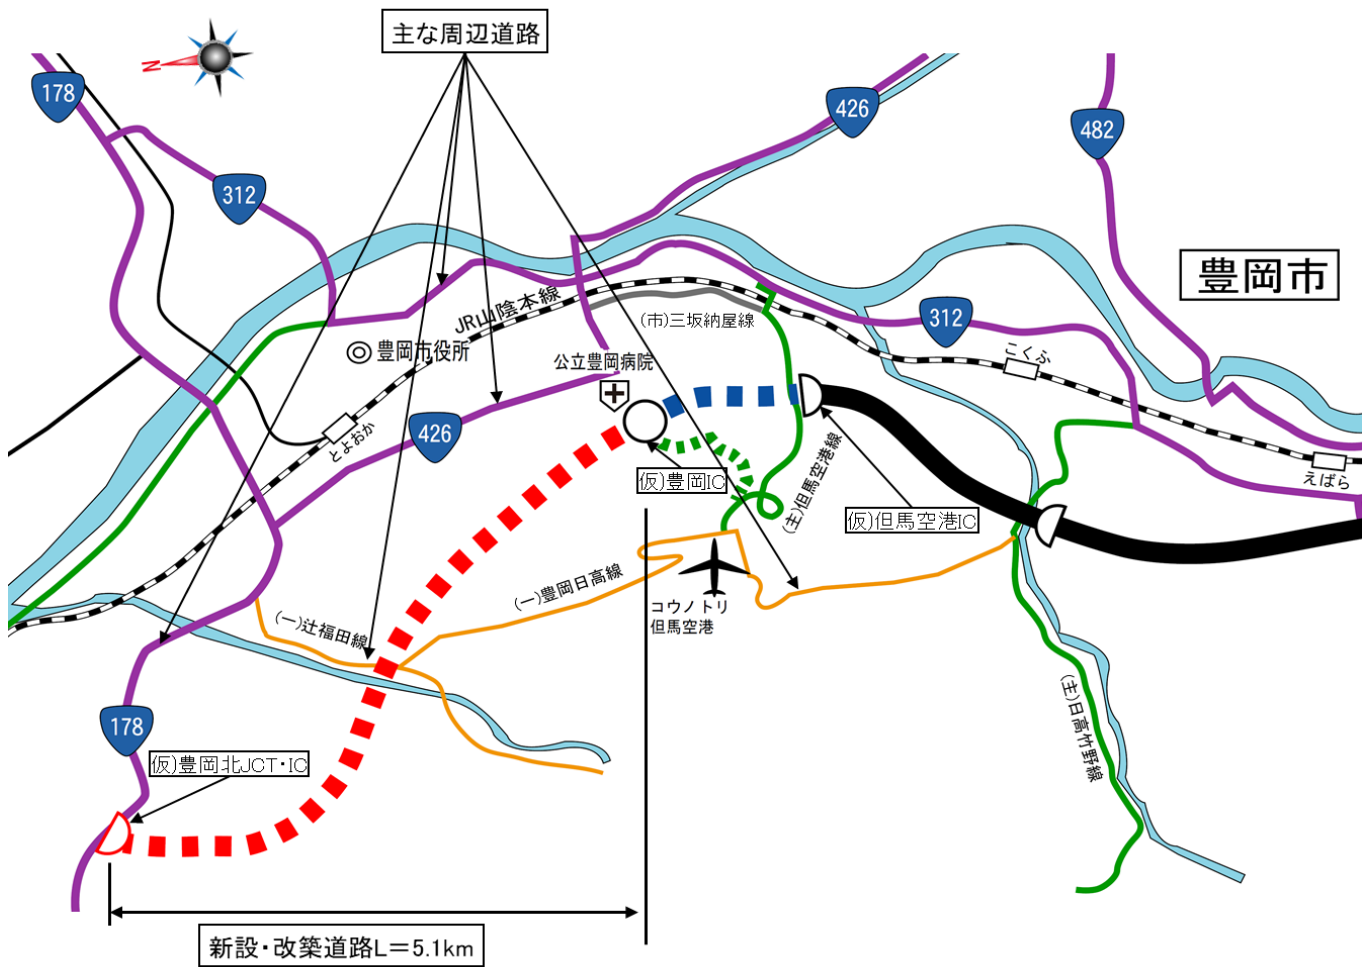 主な周辺道路
N
178
426
482
312
豊岡市
JR山陰本線
(市)三坂納屋線
312
豊岡市役所
公立豊岡病院
こくふ
とよおか
426
(仮)豊岡IC
(主)但馬空港線
(仮)但馬空港IC
えばら
(一)豊岡日高線
コウノトリ
但馬空港
(一)辻福田線
(主)日高竹野線
178
(仮)豊岡北JCT・IC
新設・改築道路L＝5.1km